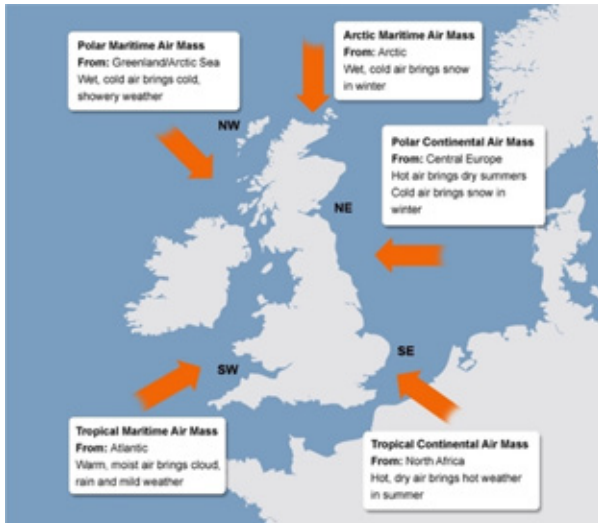 Polar Maritime Air Mass
From: Greenland/Arctic Sea
Wet, cold air brings cold,
showery weather
Arctic Maritime Air Mass
From: Arctic
Wet, cold air brings snow
in winter
NW
Polar Continental Air Mass
From: Central Europe
Hot air brings dry summers
Cold air brings snow in
winter
NE
SE
SW
Tropical Maritime Air Mass
From: Atlantic
Warm, moist air brings cloud,
rain and mild weather
Tropical Continental Air Mass
From: North Africa
Hot, dry air brings hot weather
in summer